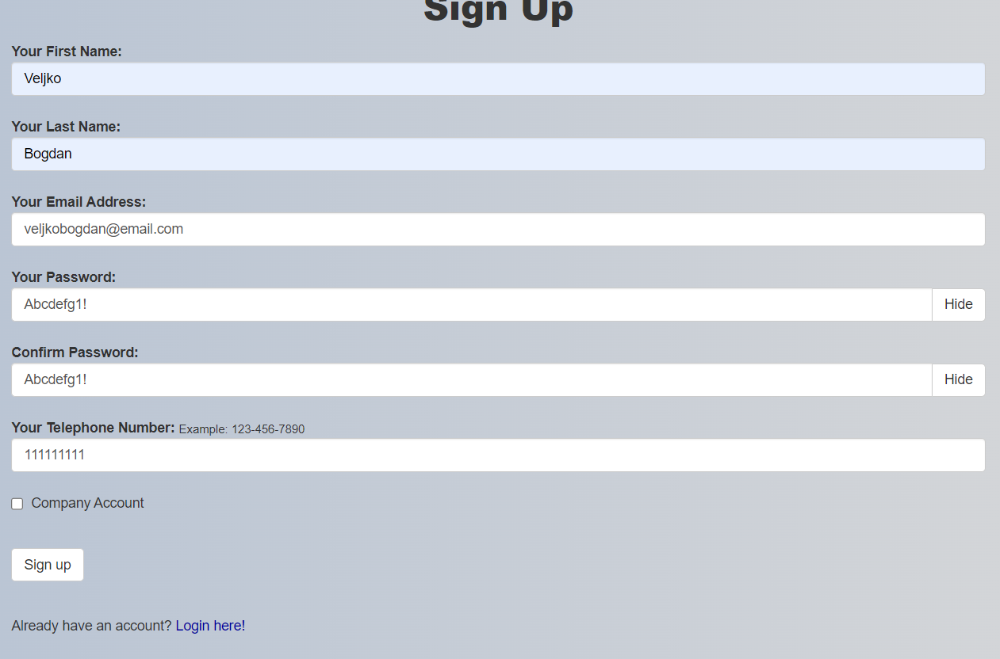 Sign Up
Your First Name:
Veljko
Your Last Name:
Bogdan
Your Email Address:
veljkobogdan@email.com
Your Password:
Abcdefg1!
Hide
Confirm Password:
Abcdefg1!
Hide
Your Telephone Number: Example: 123-456-7890
111111111
Company Account
Sign up
Already have an account? Login here!